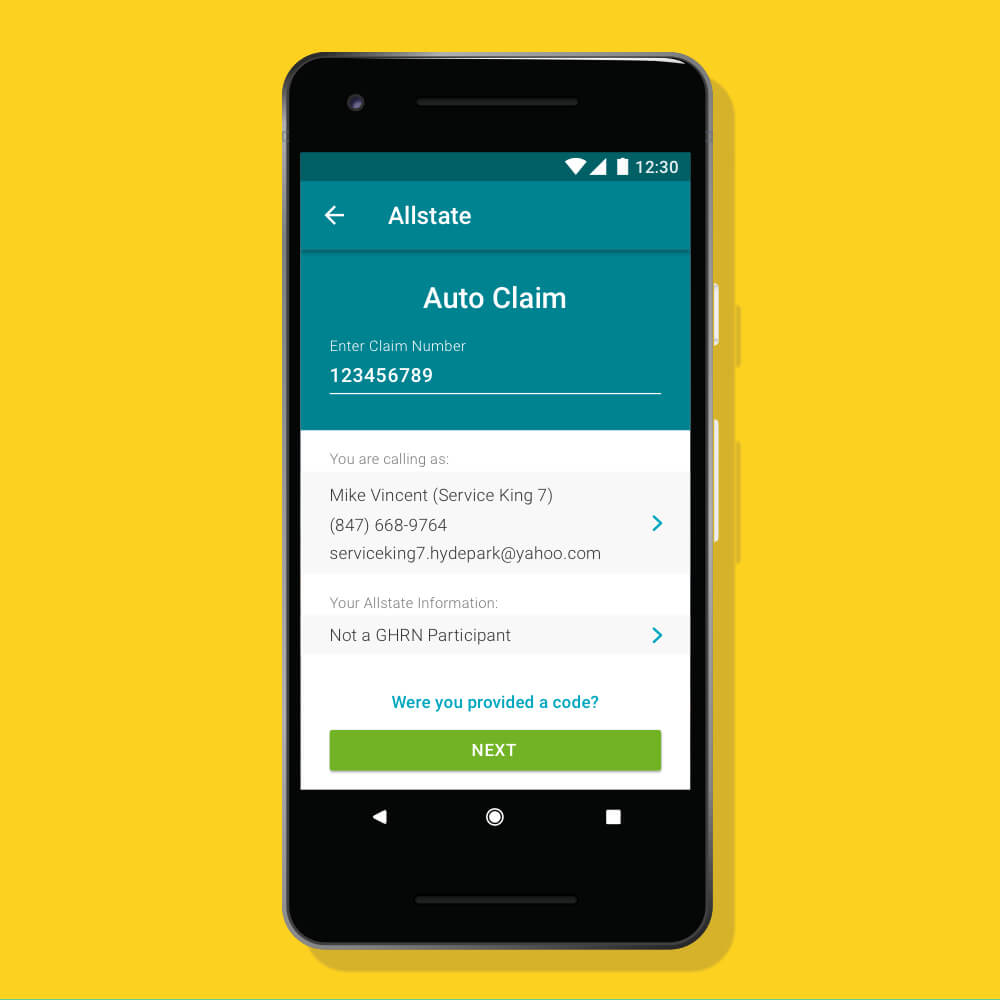 12:30
Allstate
Auto Claim
Enter Claim Number
123456789
You are calling as:
Mike Vincent (Service King 7)
(847) 668-9764
serviceking7.hydepark@yahoo.com
Your Allstate Information:
Not a GHRN Participant
Were you provided a code?
NEXT